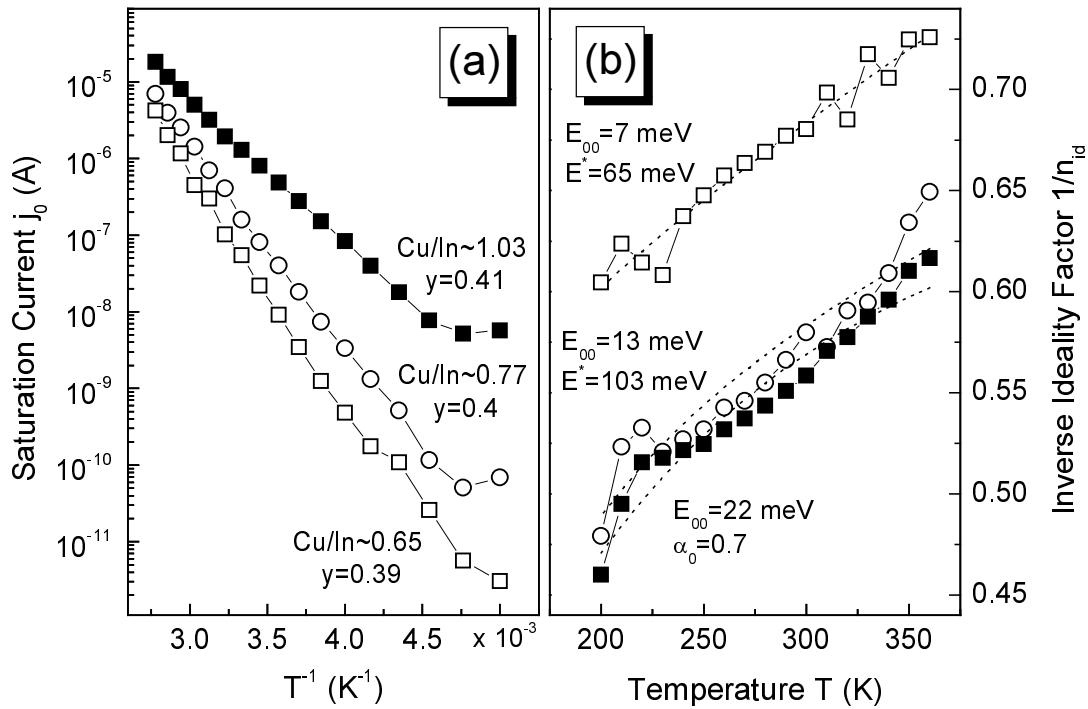 (a)
Saturation Current j₀ (A)
10⁻⁵
10⁻⁶
10⁻⁷
10⁻⁸
10⁻⁹
10⁻¹⁰
10⁻¹¹
Cu/In~1.03
y=0.41
Cu/In~0.77
y=0.4
Cu/In~0.65
y=0.39
3.0 3.5 4.0 4.5 x 10⁻³
T⁻¹ (K⁻¹)
(b)
E₀₀=7 meV
E*=65 meV
E₀₀=13 meV
E*=103 meV
E₀₀=22 meV
α₀=0.7
0.70
0.65
0.60
0.55
0.50
0.45
Inverse Ideality Factor 1/n_id
200 250 300 350
Temperature T (K)